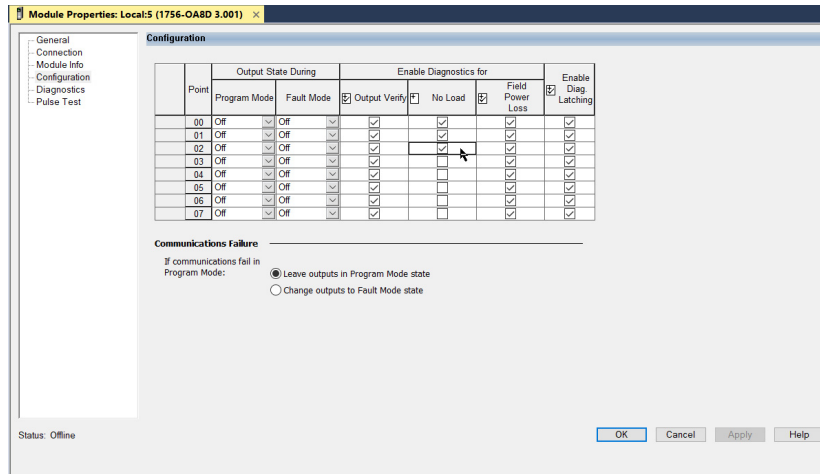 Module Properties: Local:5 (1756-OA8D 3.001) ×
General
Connection
Module Info
Configuration
Diagnostics
Pulse Test
Configuration
Output State During Enable Diagnostics for Enable Diag. Latching
Point Program Mode Fault Mode Output Verify No Load Field Power Loss
00 Off Off
01 Off Off
02 Off Off
03 Off Off
04 Off Off
05 Off Off
06 Off Off
07 Off Off
Communications Failure
If communications fail in
Program Mode:
Leave outputs in Program Mode state
Change outputs to Fault Mode state
Status: Offline
OK Cancel Apply Help